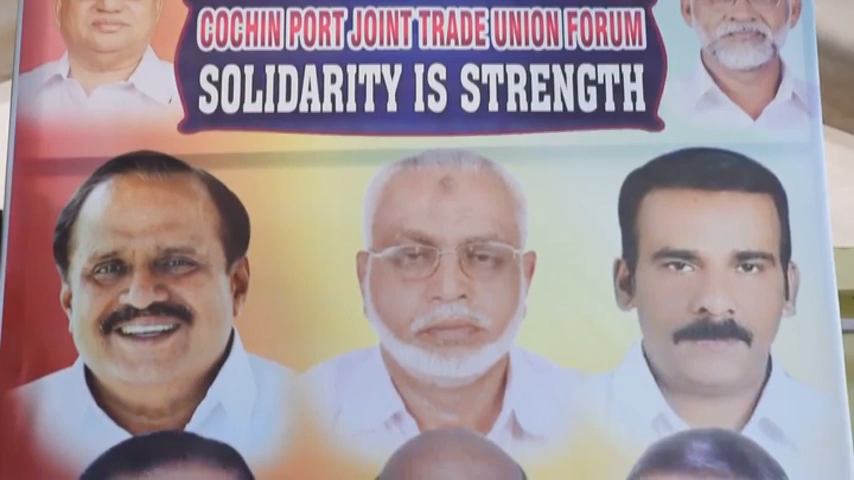 COCHIN PORT JOINT TRADE UNION FORUM
SOLIDARITY IS STRENGTH